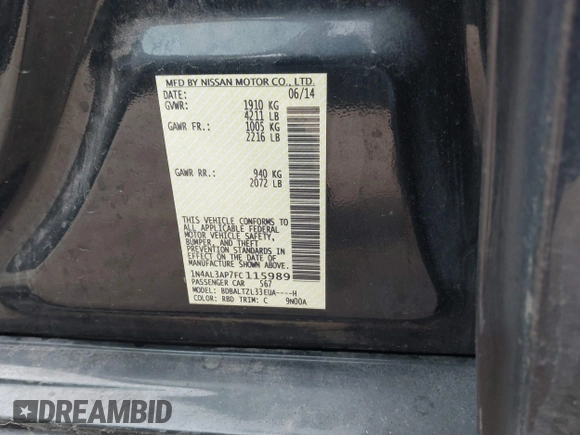 MFD BY NISSAN MOTOR CO., LTD.
DATE: 06/14
GVWR: 1910 KG
4211 LB
GAWR FR.: 1005 KG
2216 LB
GAWR RR.: 940 KG
2072 LB
THIS VEHICLE CONFORMS TO
ALL APPLICABLE FEDERAL
MOTOR VEHICLE SAFETY,
BUMPER, AND THEFT
PREVENTION STANDARDS IN
EFFECT ON THE DATE OF
MANUFACTURE SHOWN ABOVE.
1N4AL3AP7FC115989
PASSENGER CAR 567
MODEL: BDBALTZL33EUA----H
COLOR: RBD TRIM: C 9N00A
DREAMBID